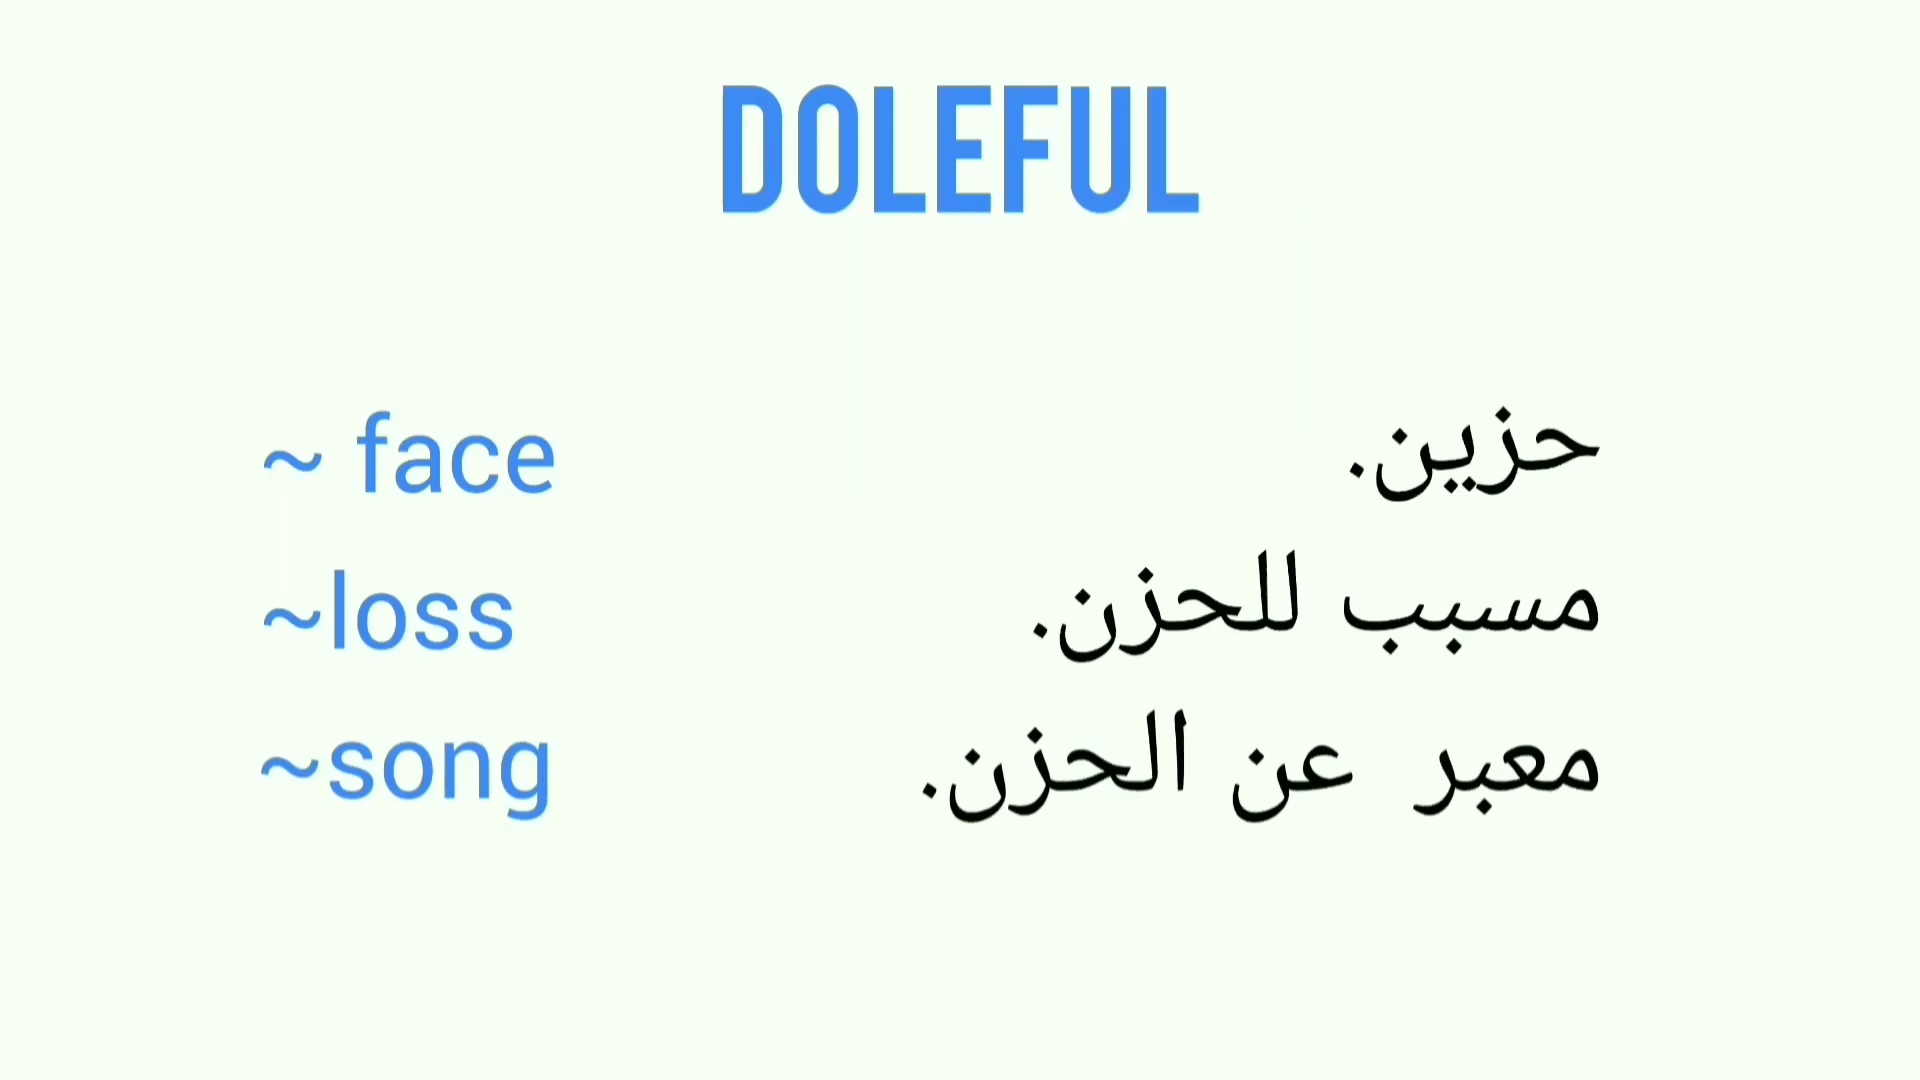 DOLEFUL
~ face
حزين.
~loss
مسبب للحزن.
~song
معبر عن الحزن.